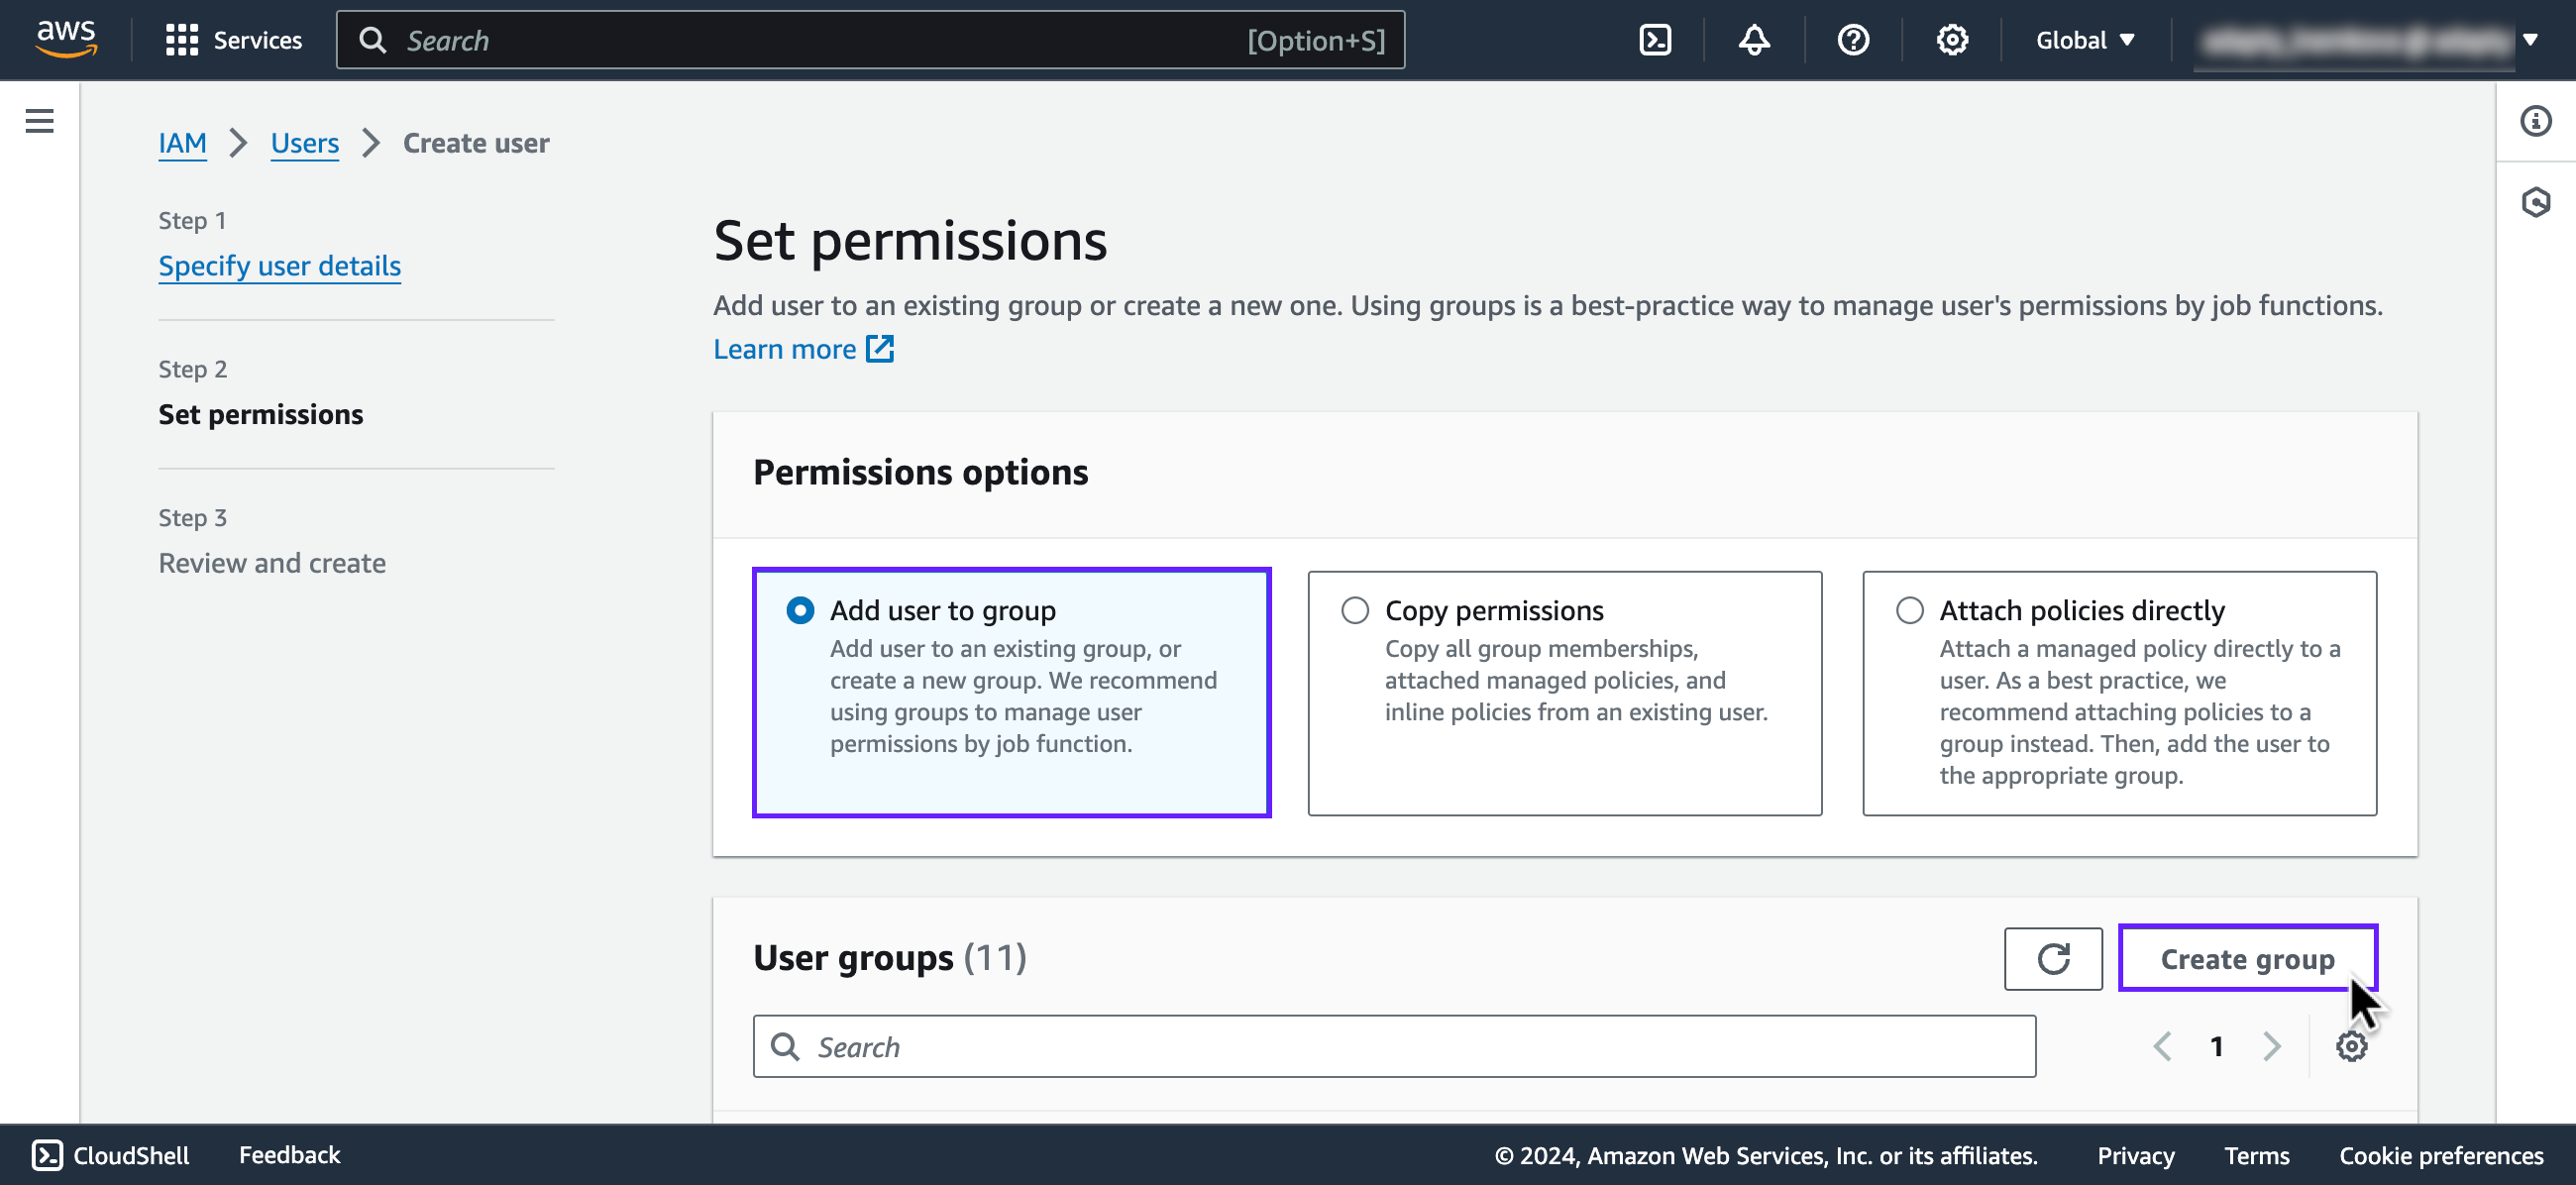 aws
Services
Search
[Option+S]
Global
IAM
Users
Create user
Step 1
Specify user details
Step 2
Set permissions
Step 3
Review and create
Set permissions
Add user to an existing group or create a new one. Using groups is a best-practice way to manage user's permissions by job functions.
Learn more
Permissions options
Add user to group
Add user to an existing group, or
create a new group. We recommend
using groups to manage user
permissions by job function.
Copy permissions
Copy all group memberships,
attached managed policies, and
inline policies from an existing user.
Attach policies directly
Attach a managed policy directly to a
user. As a best practice, we
recommend attaching policies to a
group instead. Then, add the user to
the appropriate group.
User groups (11)
Create group
Search
1
CloudShell
Feedback
© 2024, Amazon Web Services, Inc. or its affiliates.
Privacy
Terms
Cookie preferences